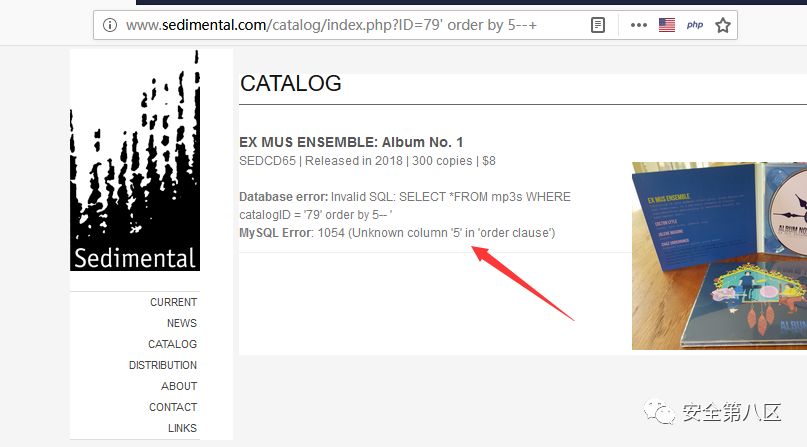 www.sedimental.com/catalog/index.php?ID=79' order by 5--+
php
CATALOG
EX MUS ENSEMBLE: Album No. 1
SEDCD65 | Released in 2018 | 300 copies | $8
Database error: Invalid SQL: SELECT *FROM mp3s WHERE
catalogID = '79' order by 5-- '
MySQL Error: 1054 (Unknown column '5' in 'order clause')
Sedimental
CURRENT
NEWS
CATALOG
DISTRIBUTION
ABOUT
CONTACT
LINKS
EX MUS ENSEMBLE
安全第八区